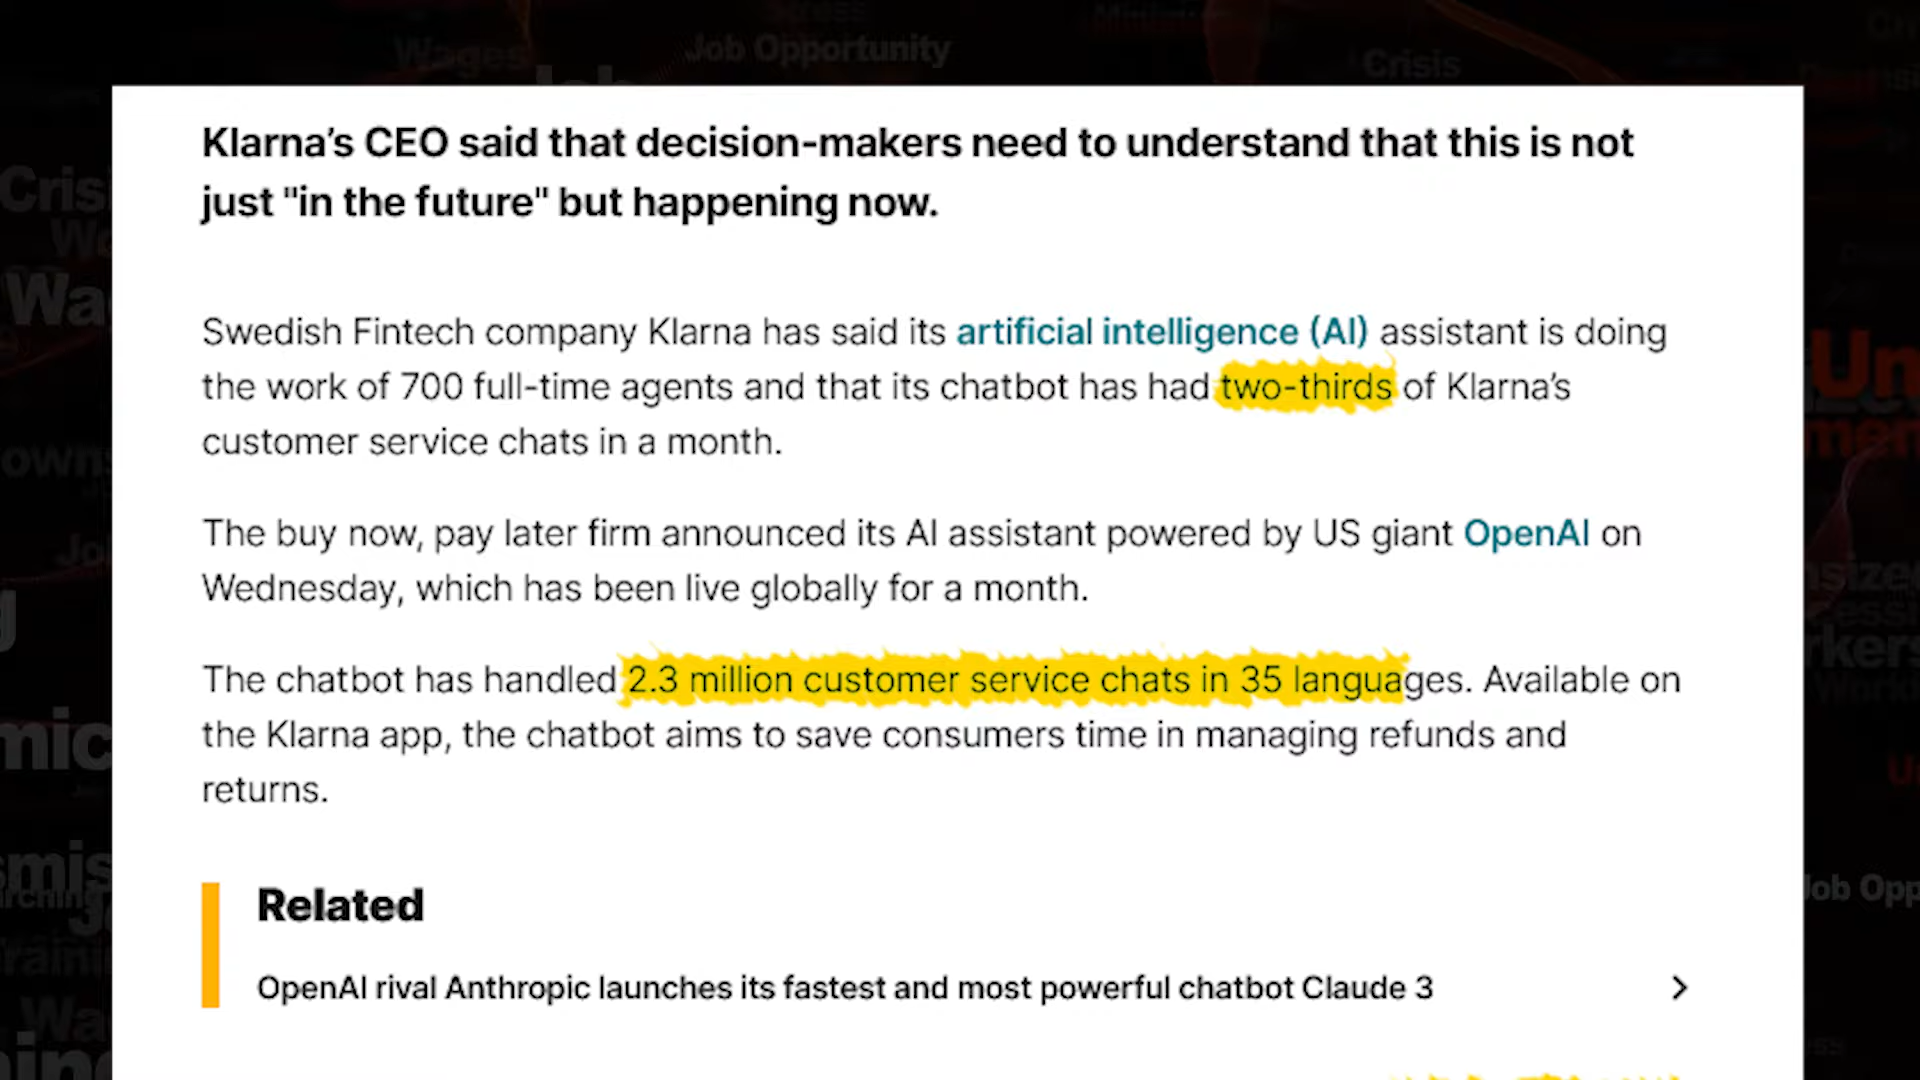 Wages
Job Opportunity
Crisis
Klarna’s CEO said that decision-makers need to understand that this is not
just "in the future" but happening now.
Swedish Fintech company Klarna has said its artificial intelligence (AI) assistant is doing
the work of 700 full-time agents and that its chatbot has had two-thirds of Klarna’s
customer service chats in a month.
The buy now, pay later firm announced its AI assistant powered by US giant OpenAI on
Wednesday, which has been live globally for a month.
The chatbot has handled 2.3 million customer service chats in 35 languages. Available on
the Klarna app, the chatbot aims to save consumers time in managing refunds and
returns.
Related
OpenAI rival Anthropic launches its fastest and most powerful chatbot Claude 3